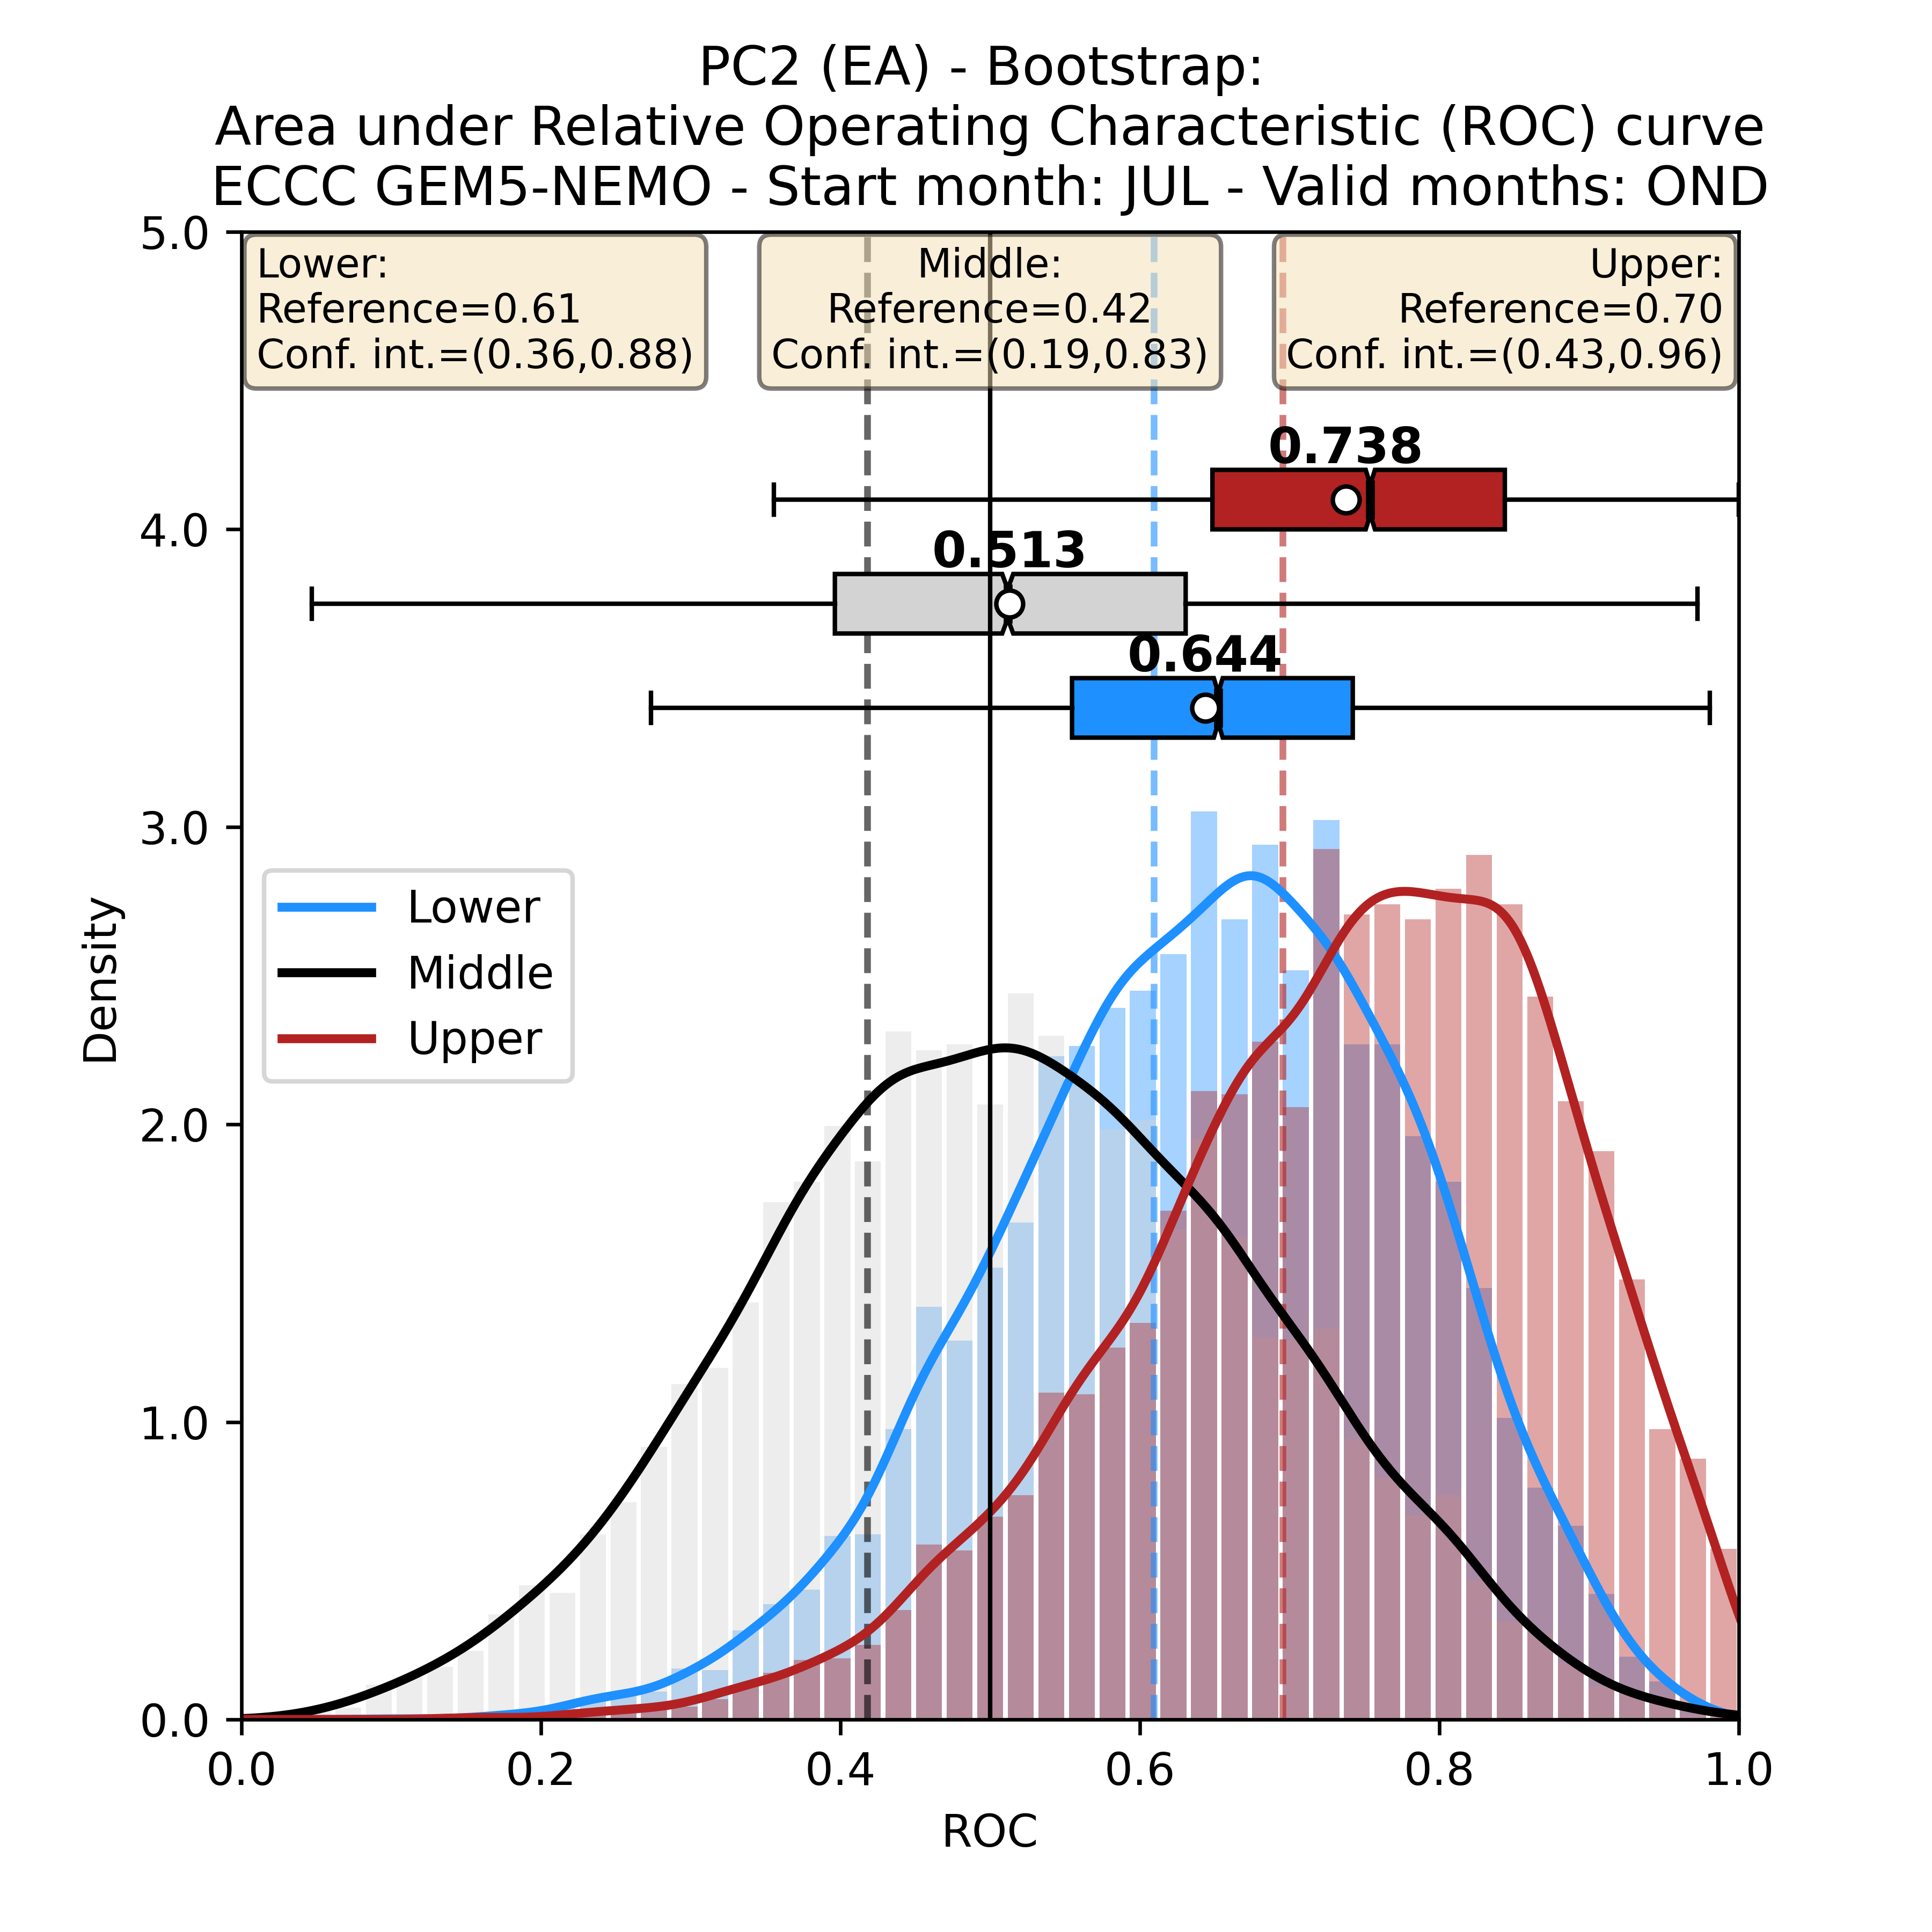 PC2 (EA) - Bootstrap:
Area under Relative Operating Characteristic (ROC) curve
ECCC GEM5-NEMO - Start month: JUL - Valid months: OND
Lower:
Reference=0.61
Conf. int.=(0.36,0.88)
Middle:
Reference=0.42
Conf. int.=(0.19,0.83)
Upper:
Reference=0.70
Conf. int.=(0.43,0.96)
0.738
0.513
0.644
5.0
4.0
3.0
2.0
1.0
0.0
Density
Lower
Middle
Upper
0.0
0.2
0.4
0.6
0.8
1.0
ROC